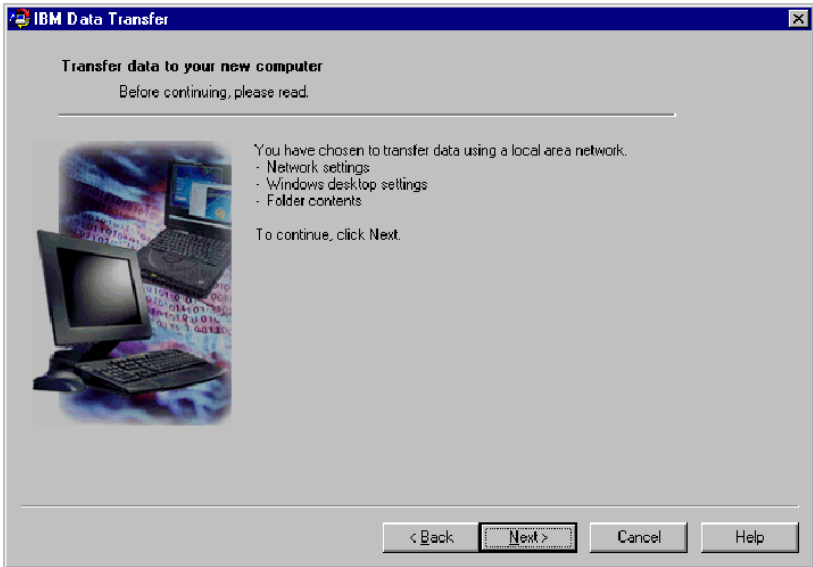 IBM Data Transfer
Transfer data to your new computer
Before continuing, please read.
You have chosen to transfer data using a local area network.
- Network settings
- Windows desktop settings
- Folder contents
To continue, click Next.
< Back Next > Cancel Help